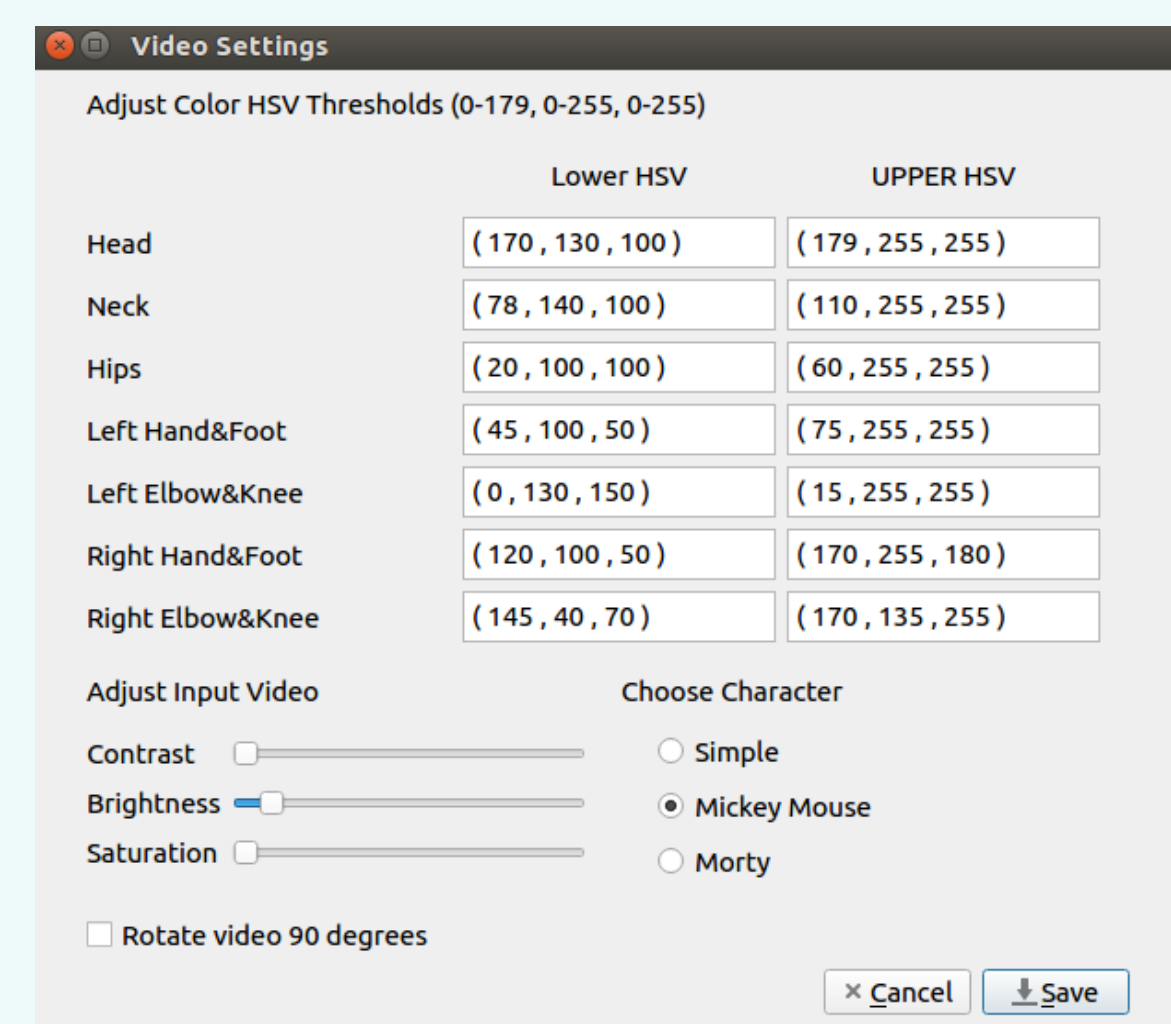 Video Settings
Adjust Color HSV Thresholds (0-179, 0-255, 0-255)
Lower HSV UPPER HSV
Head ( 170 , 130 , 100 ) ( 179 , 255 , 255 )
Neck ( 78 , 140 , 100 ) ( 110 , 255 , 255 )
Hips ( 20 , 100 , 100 ) ( 60 , 255 , 255 )
Left Hand&Foot ( 45 , 100 , 50 ) ( 75 , 255 , 255 )
Left Elbow&Knee ( 0 , 130 , 150 ) ( 15 , 255 , 255 )
Right Hand&Foot ( 120 , 100 , 50 ) ( 170 , 255 , 180 )
Right Elbow&Knee ( 145 , 40 , 70 ) ( 170 , 135 , 255 )
Adjust Input Video Choose Character
Contrast Simple
Brightness Mickey Mouse
Saturation Morty
Rotate video 90 degrees
Cancel Save